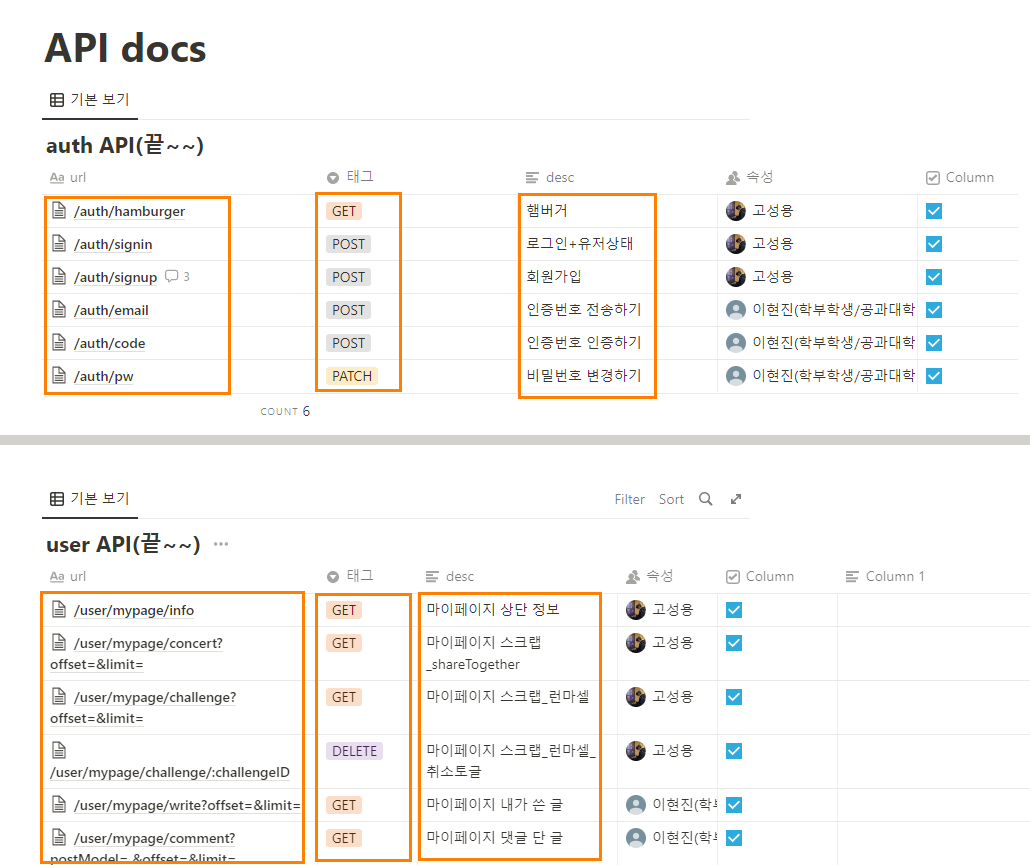 API docs
기본 보기
auth API(끝~~)
Aa url 태그 desc 속성 Column
/auth/hamburger GET 햄버거 고성용
/auth/signin POST 로그인+유저상태 고성용
/auth/signup 3 POST 회원가입 고성용
/auth/email POST 인증번호 전송하기 이현진(학부학생/공과대학
/auth/code POST 인증번호 인증하기 이현진(학부학생/공과대학
/auth/pw PATCH 비밀번호 변경하기 이현진(학부학생/공과대학
COUNT 6
기본 보기 Filter Sort
user API(끝~~) ...
Aa url 태그 desc 속성 Column Column 1
/user/mypage/info GET 마이페이지 상단 정보 고성용
/user/mypage/concert? GET 마이페이지 스크랩 고성용
offset=&limit= _shareTogether
/user/mypage/challenge? GET 마이페이지 스크랩_런마셀 고성용
offset=&limit=
DELETE 마이페이지 스크랩_런마셀_ 고성용
/user/mypage/challenge/:challengeID 취소토글
/user/mypage/write?offset=&limit= GET 마이페이지 내가 쓴 글 이현진(학부
/user/mypage/comment? GET 마이페이지 댓글 단 글 이현진(학부
postModel= &offset=&limit=